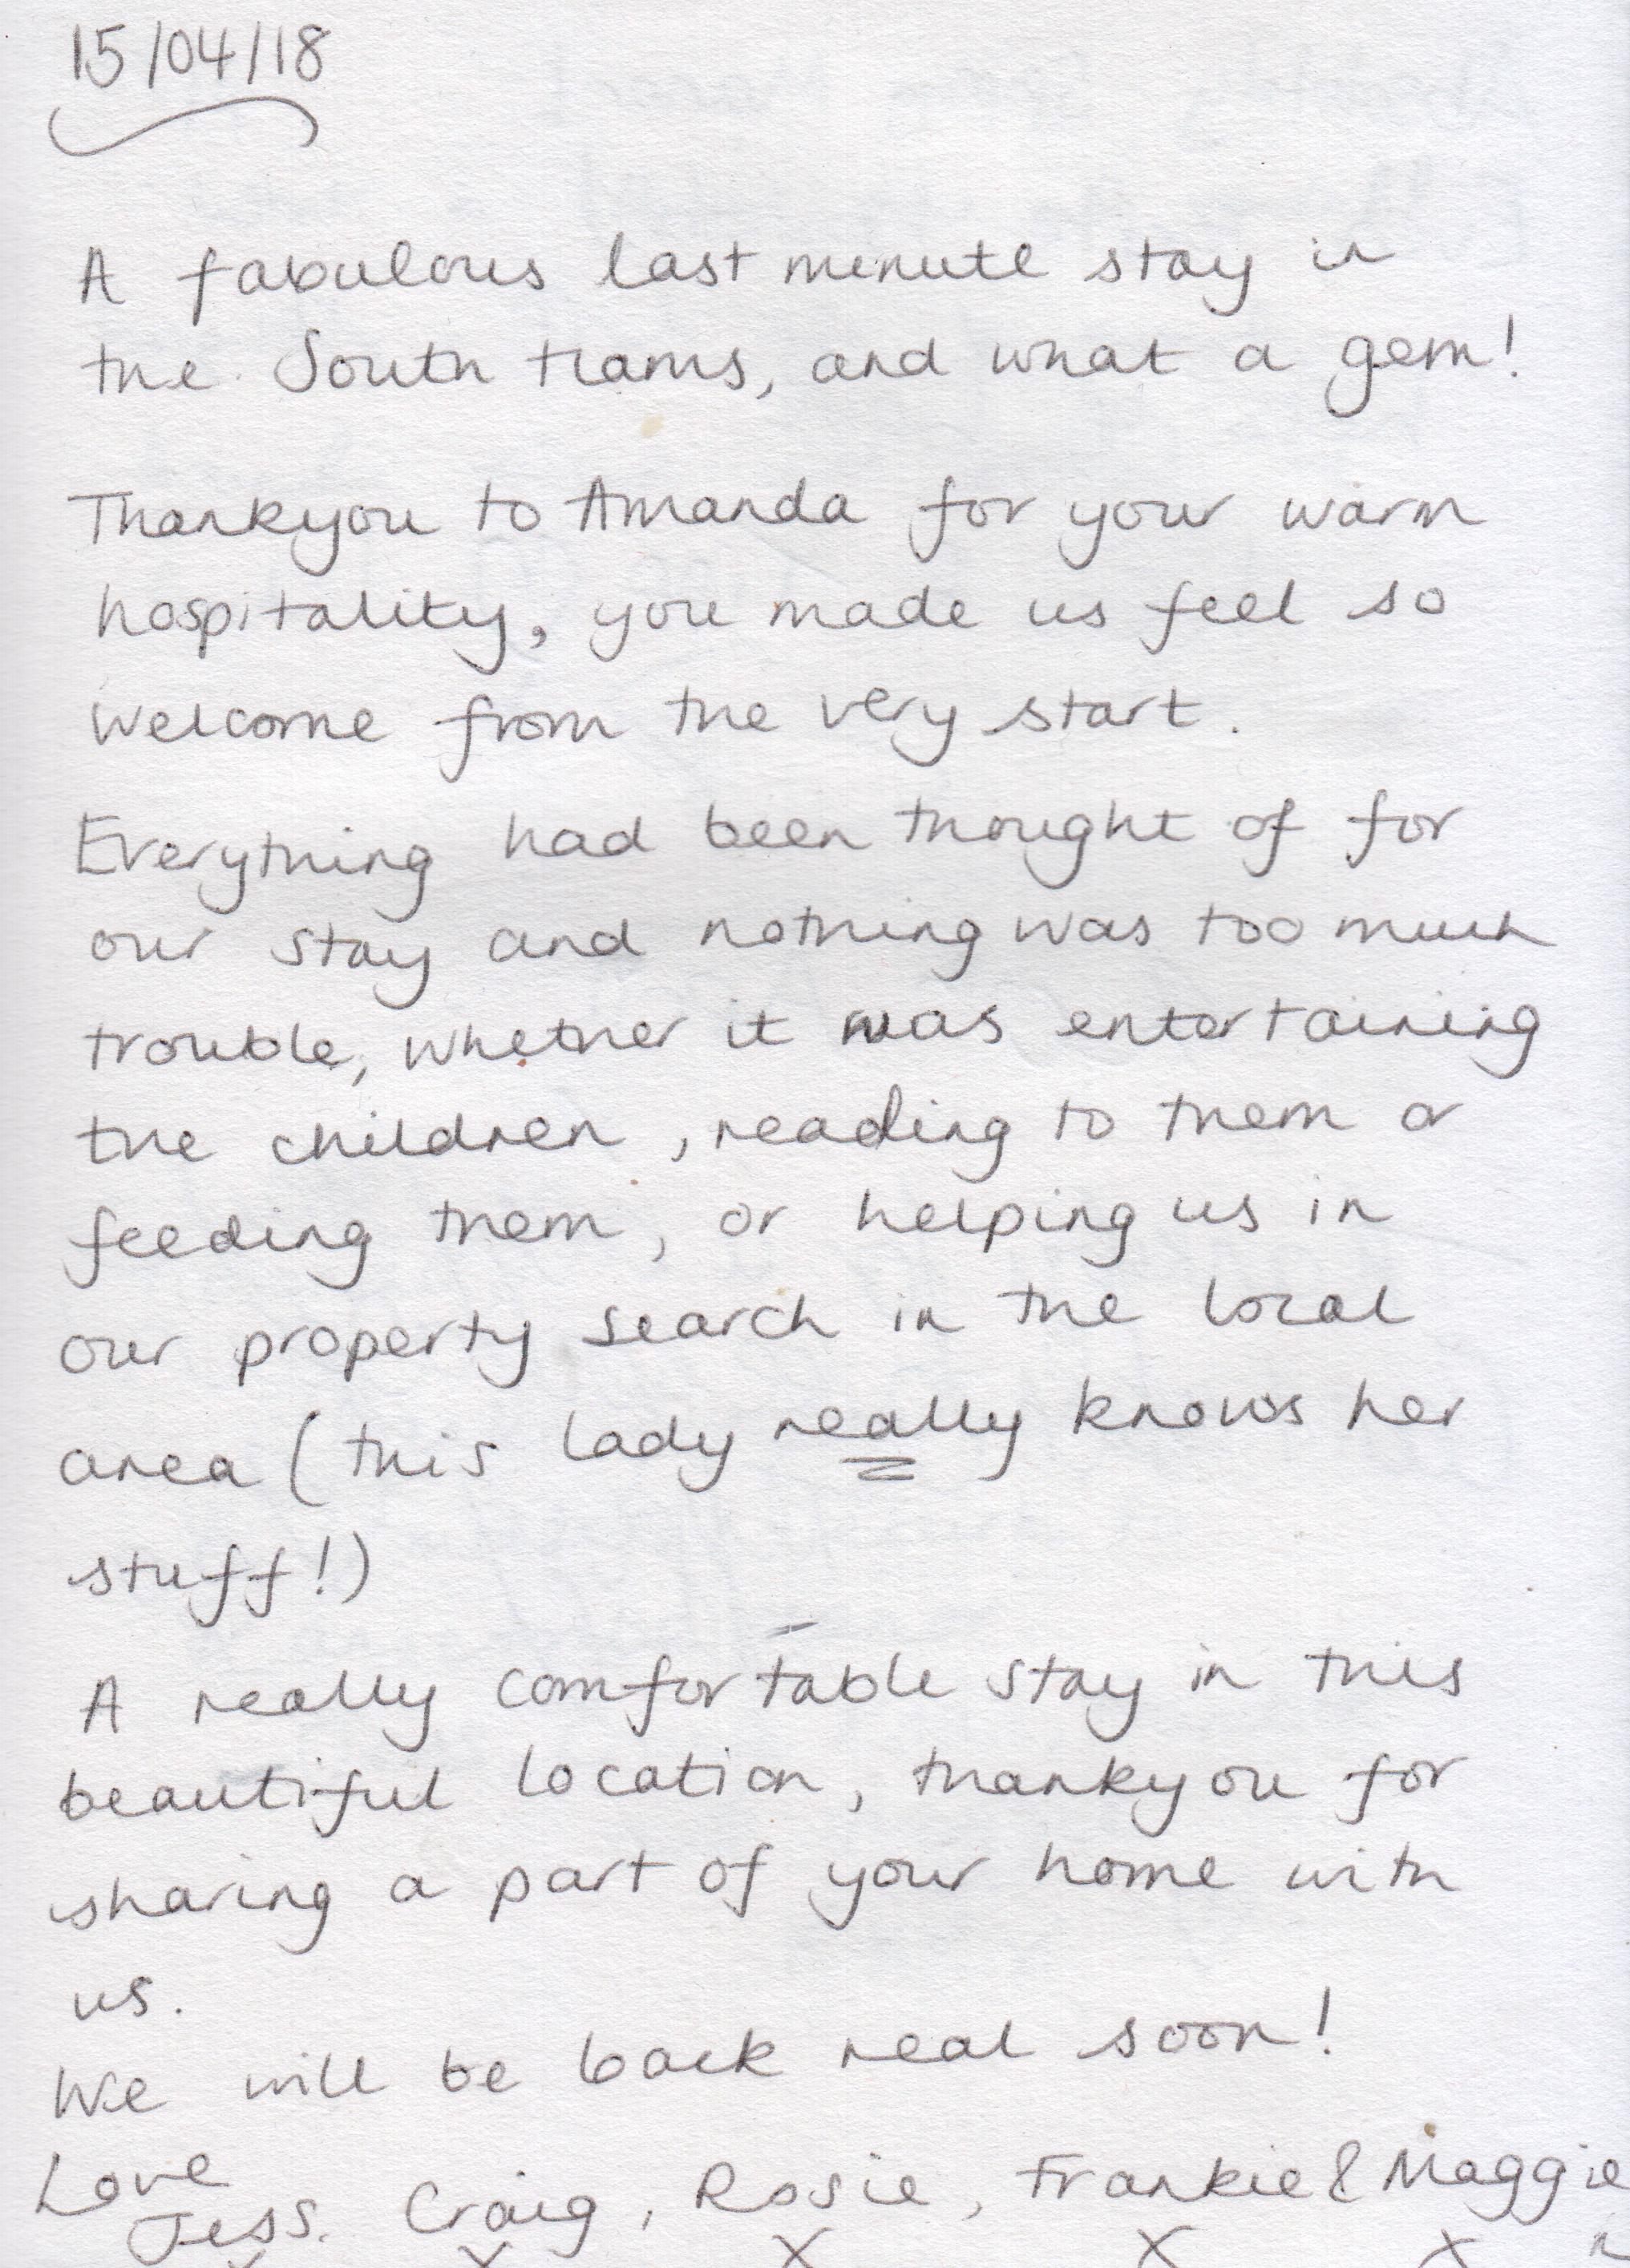 15/04/18
A fabulous last minute stay in
the South Hams, and what a gem!
Thankyou to Amanda for your warm
hospitality, you made us feel so
welcome from the very start.
Everything had been thought of for
our stay and nothing was too much
trouble, whether it was entertaining
the children, reading to them or
feeding them, or helping us in
our property search in the local
area (this lady really knows her
stuff!)
A really comfortable stay in this
beautiful location, thankyou for
sharing a part of your home with
us.
We will be back real soon!
Love
Jess. Craig, Rosie, Frankie & Maggie
x x x x x